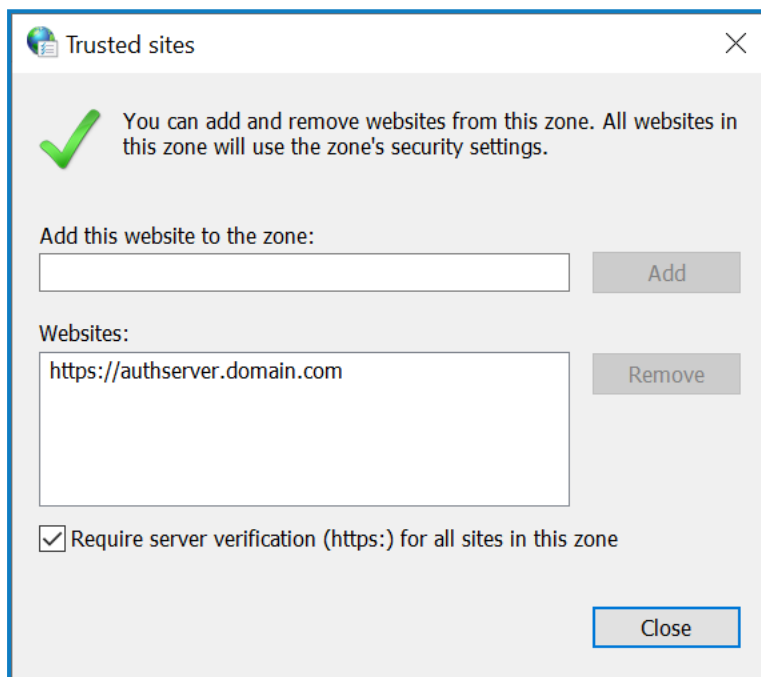 Trusted sites
You can add and remove websites from this zone. All websites in
this zone will use the zone's security settings.
Add this website to the zone:
Add
Websites:
https://authserver.domain.com
Remove
Require server verification (https:) for all sites in this zone
Close